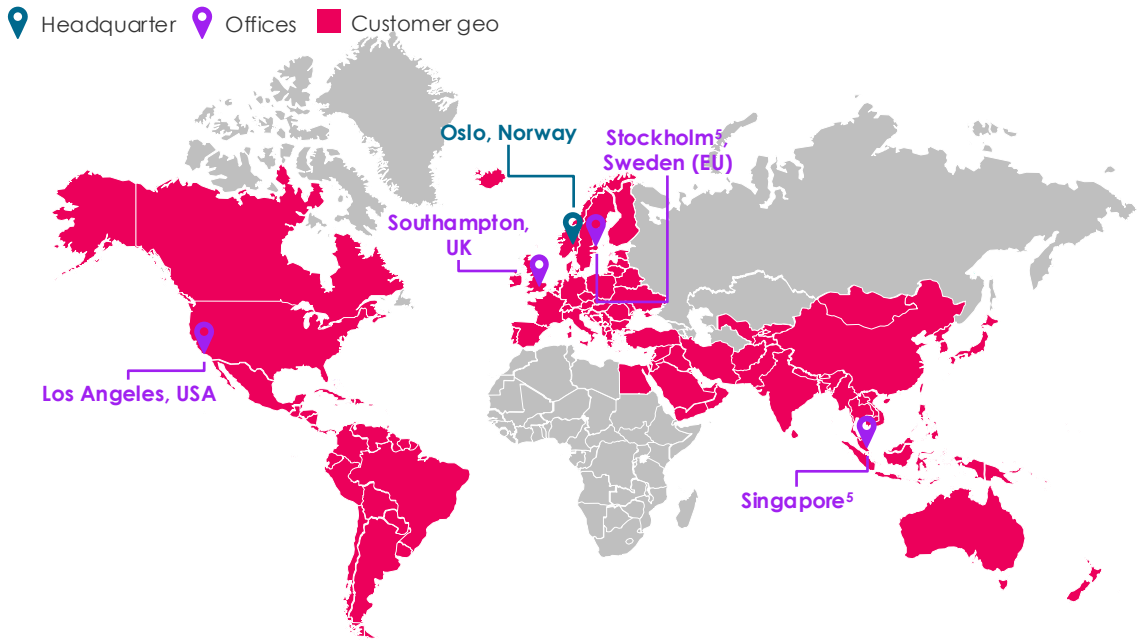 Headquarter Offices Customer geo
Oslo, Norway
Stockholm⁵,
Sweden (EU)
Southampton,
UK
Los Angeles, USA
Singapore⁵